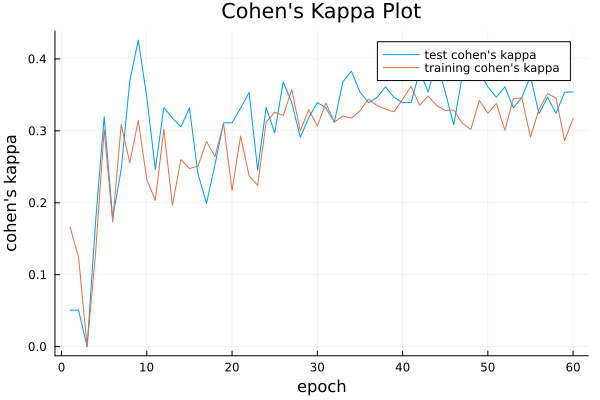 Cohen's Kappa Plot
test cohen's kappa
training cohen's kappa
cohen's kappa
0.4
0.3
0.2
0.1
0.0
0 10 20 30 40 50 60
epoch